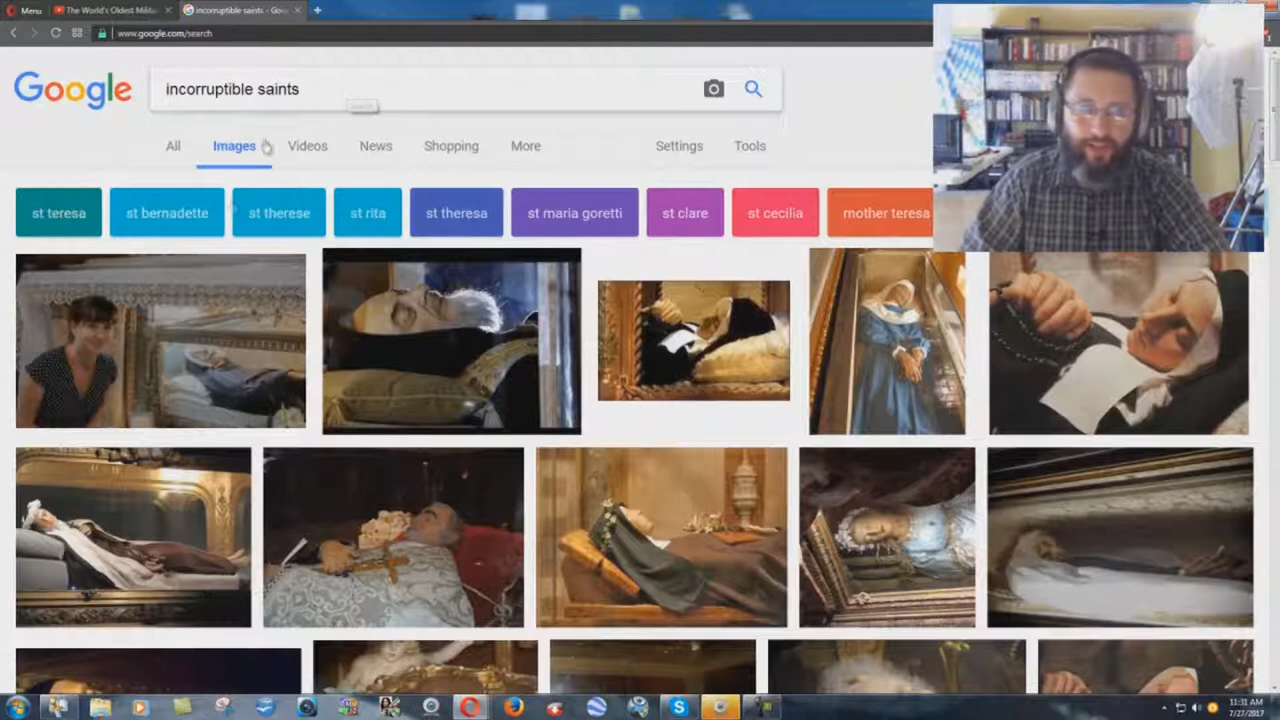 Menu
The World's Oldest Milita
incorruptible saints - Goo
www.google.com/search
Google
incorruptible saints
All
Images
Videos
News
Shopping
More
Settings
Tools
st teresa
st bernadette
st therese
st rita
st theresa
st maria goretti
st clare
st cecilia
mother teresa
11:31 AM
7/27/2017